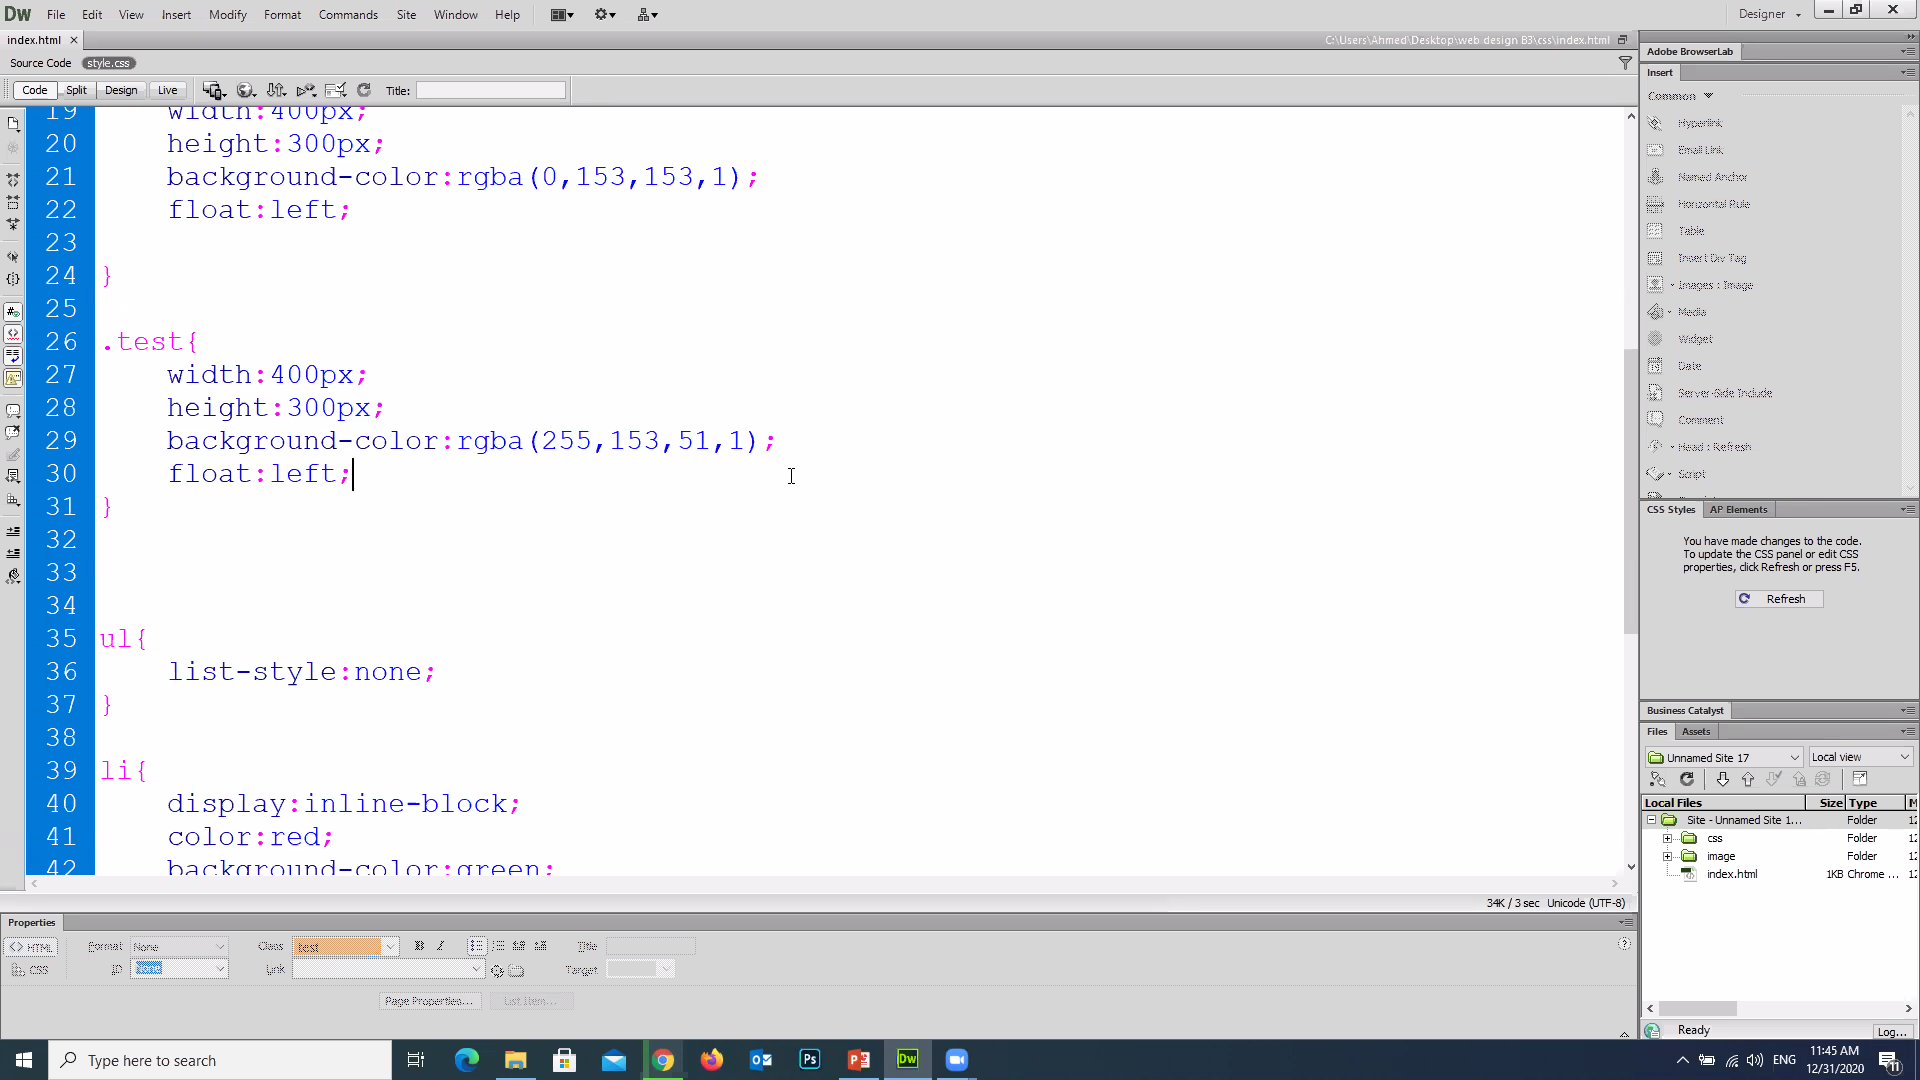 Dw File Edit View Insert Modify Format Commands Site Window Help Designer
index.html C:\Users\Ahmed\Desktop\web design B3\css\index.html
Source Code style.css
Code Split Design Live Title:
19 width:400px;
20 height:300px;
21 background-color:rgba(0,153,153,1);
22 float:left;
23
24 }
25
26 .test{
27 width:400px;
28 height:300px;
29 background-color:rgba(255,153,51,1);
30 float:left;
31 }
32
33
34
35 ul{
36 list-style:none;
37 }
38
39 li{
40 display:inline-block;
41 color:red;
42 background-color:green;
34K / 3 sec Unicode (UTF-8)
Properties
HTML Format None Class test B I Title
CSS ID None Link Target
Page Properties... List Item...
Adobe BrowserLab
Insert
Common
Hyperlink
Email Link
Named Anchor
Horizontal Rule
Table
Insert Div Tag
Images : Image
Media
Widget
Date
Server-Side Include
Comment
Head : Refresh
Script
CSS Styles AP Elements
You have made changes to the code.
To update the CSS panel or edit CSS
properties, click Refresh or press F5.
Refresh
Business Catalyst
Files Assets
Unnamed Site 17 Local view
Local Files Size Type M
Site - Unnamed Site 1... Folder 12
css Folder 12
image Folder 12
index.html 1KB Chrome ... 12
Ready Log...
Type here to search
Ps
Dw
ENG
11:45 AM
12/31/2020
11